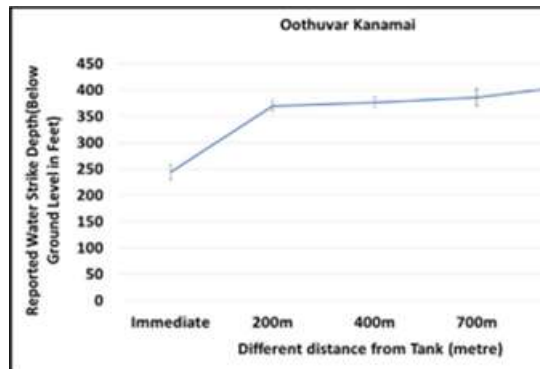 Oothuvar Kanamai
Reported Water Strike Depth(Below
Ground Level in Feet)
450
400
350
300
250
200
150
100
50
0
Immediate 200m 400m 700m
Different distance from Tank (metre)